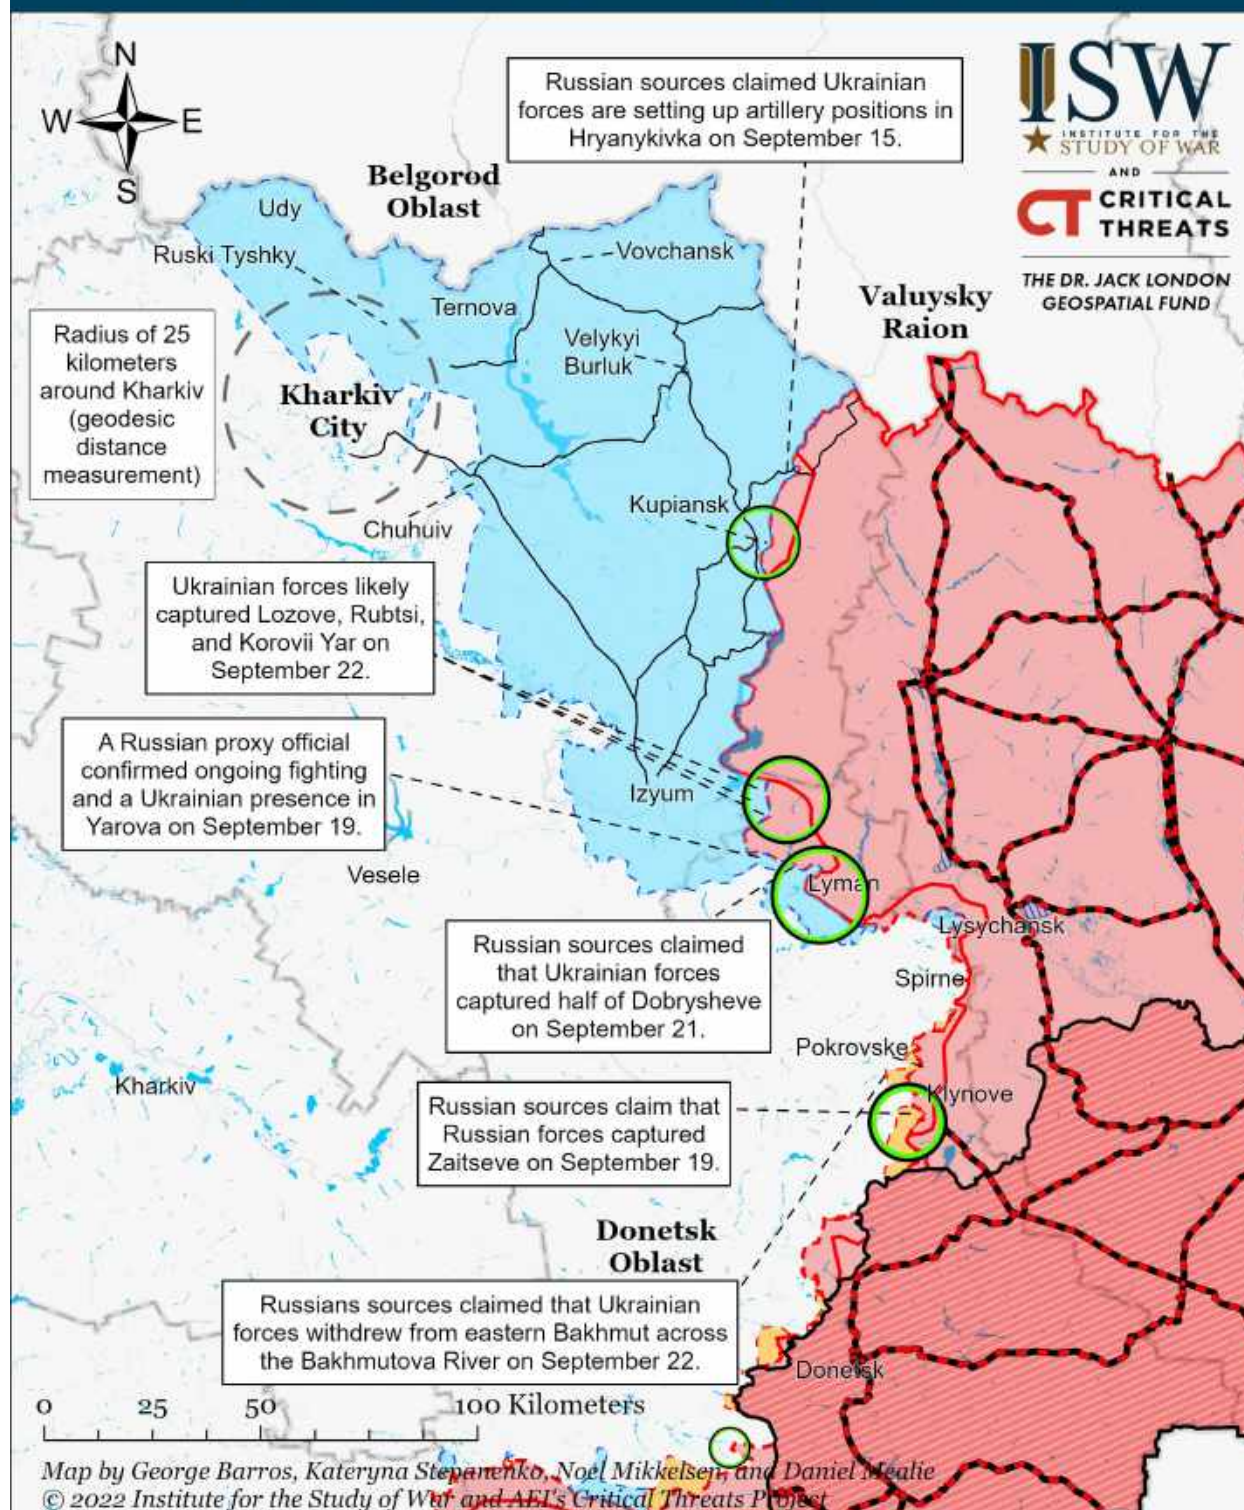 N
W
E
S
Russian sources claimed Ukrainian
forces are setting up artillery positions in
Hryanykivka on September 15.
ISW
INSTITUTE FOR THE
STUDY OF WAR
AND
CT CRITICAL
THREATS
THE DR. JACK LONDON
GEOSPATIAL FUND
Belgorod
Oblast
Udy
Ruski Tyshky
Vovchansk
Ternova
Valuysky
Raion
Velykyi
Burluk
Radius of 25
kilometers
around Kharkiv
(geodesic
distance
measurement)
Kharkiv
City
Kupiansk
Chuhuiv
Ukrainian forces likely
captured Lozove, Rubtsi,
and Korovii Yar on
September 22.
A Russian proxy official
confirmed ongoing fighting
and a Ukrainian presence in
Yarova on September 19.
Izyum
Vesele
Lyman
Lysychansk
Russian sources claimed
that Ukrainian forces
captured half of Dobrysheve
on September 21.
Spirne
Pokrovske
Kharkiv
Klynove
Russian sources claim that
Russian forces captured
Zaitseve on September 19.
Donetsk
Oblast
Russians sources claimed that Ukrainian
forces withdrew from eastern Bakhmut across
the Bakhmutova River on September 22.
Donetsk
0 25 50 100 Kilometers
Map by George Barros, Kateryna Stepanenko, Noel Mikkelsen, and Daniel Mealie
© 2022 Institute for the Study of War and AEI's Critical Threats Project